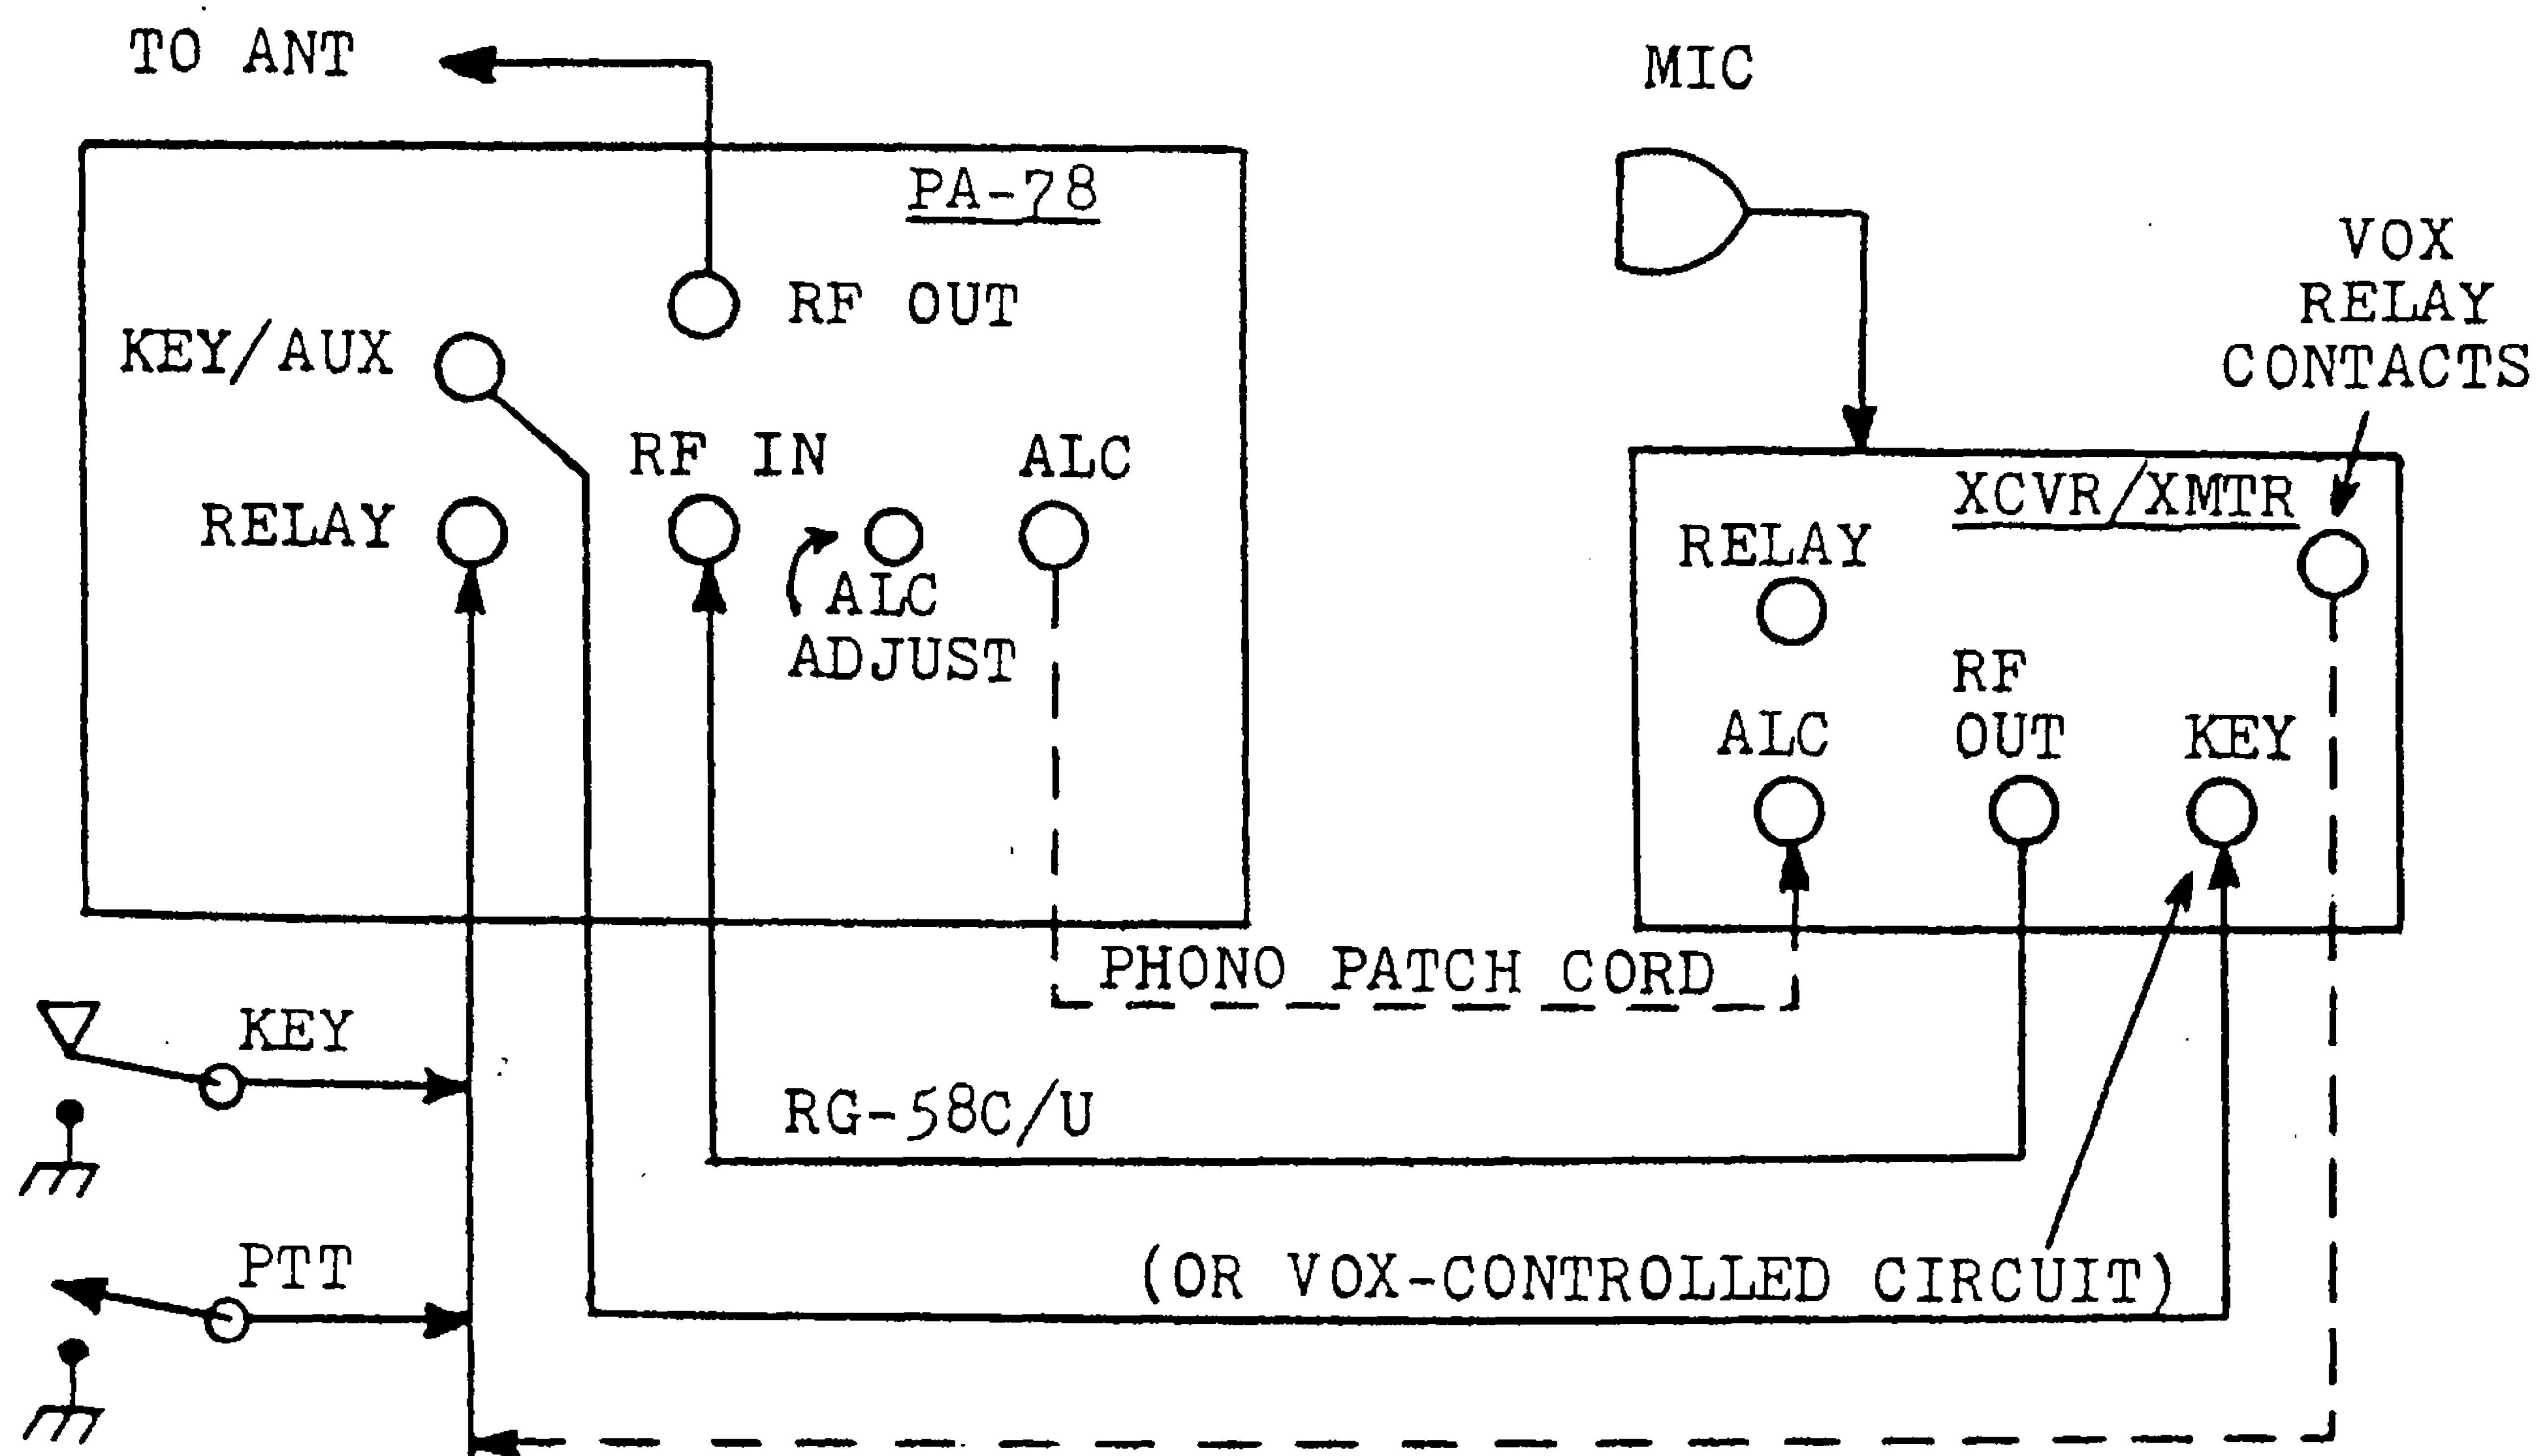 TO ANT
MIC
PA-78
VOX
RELAY
CONTACTS
RF OUT
KEY/AUX
RF IN
ALC
RELAY
ALC
ADJUST
XCVR/XMTR
RELAY
RF
OUT
ALC
KEY
PHONO PATCH CORD
KEY
RG-58C/U
PTT
(OR VOX-CONTROLLED CIRCUIT)